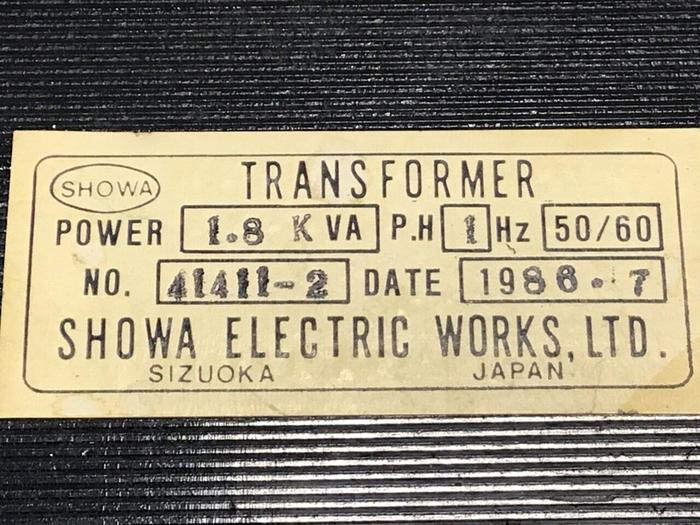 SHOWA TRANSFORMER
POWER 1.8 KVA P.H 1 Hz 50/60
NO. 41411-2 DATE 1986.7
SHOWA ELECTRIC WORKS, LTD.
SIZUOKA JAPAN